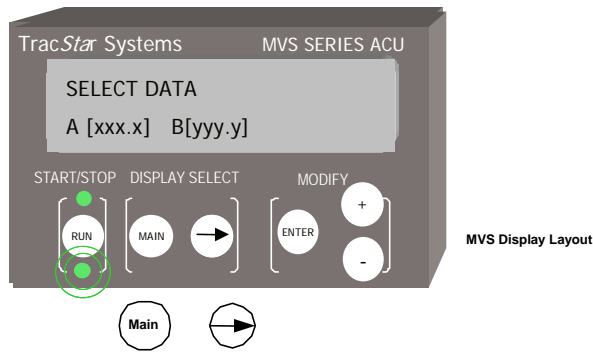 TracStar Systems MVS SERIES ACU
SELECT DATA
A [xxx.x] B[yyy.y]
START/STOP DISPLAY SELECT MODIFY
RUN MAIN ENTER + -
MVS Display Layout
Main